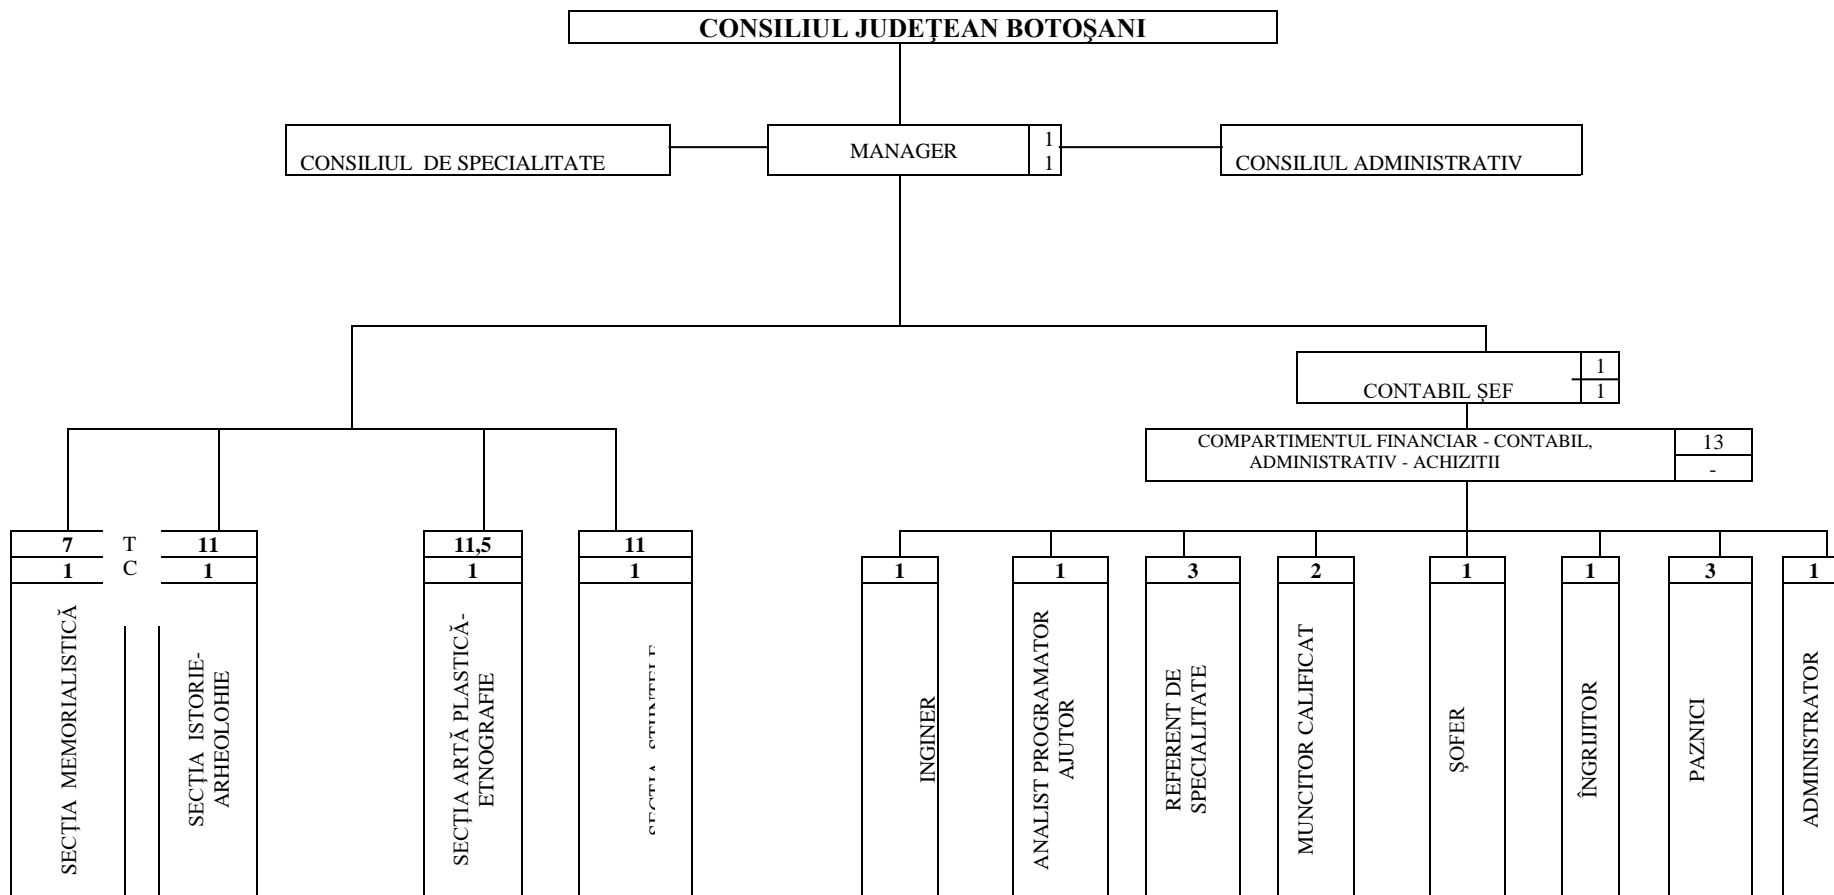 CONSILIUL JUDEŢEAN BOTOŞANI
CONSILIUL DE SPECIALITATE
MANAGER
1
1
CONSILIUL ADMINISTRATIV
CONTABIL ŞEF
1
1
COMPARTIMENTUL FINANCIAR - CONTABIL,
ADMINISTRATIV - ACHIZITII
13
-
7
1
SECŢIA MEMORIALISTICĂ
T
C
11
1
SECŢIA ISTORIE-
ARHEOLOHIE
11,5
1
SECŢIA ARTĂ PLASTICĂ-
ETNOGRAFIE
11
1
1
INGINER
1
ANALIST PROGRAMATOR
AJUTOR
3
REFERENT DE
SPECIALITATE
2
MUNCITOR CALIFICAT
1
ŞOFER
1
ÎNGRIJITOR
3
PAZNICI
1
ADMINISTRATOR